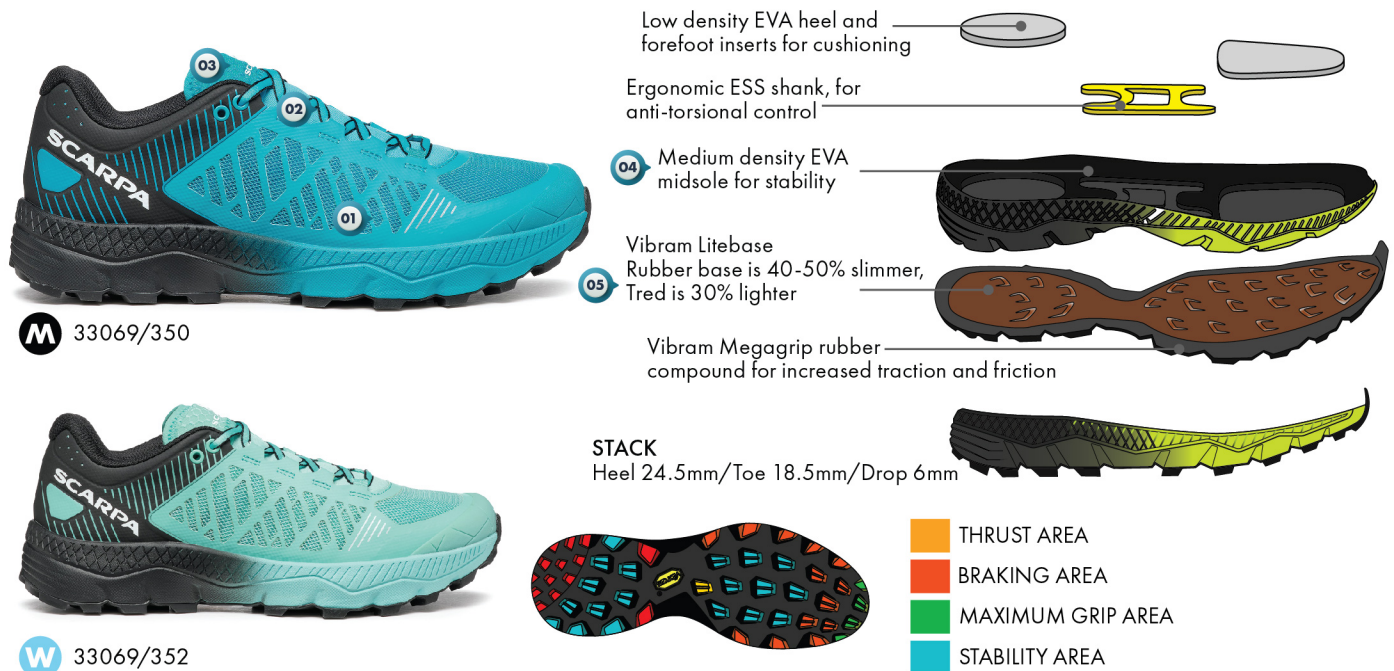 03
02
01
SCARPA
M 33069/350
SCARPA
W 33069/352
Low density EVA heel and
forefoot inserts for cushioning
Ergonomic ESS shank, for
anti-torsional control
04 Medium density EVA
midsole for stability
05
Vibram Litebase
Rubber base is 40-50% slimmer,
Tred is 30% lighter
Vibram Megagrip rubber
compound for increased traction and friction
STACK
Heel 24.5mm/Toe 18.5mm/Drop 6mm
THRUST AREA
BRAKING AREA
MAXIMUM GRIP AREA
STABILITY AREA